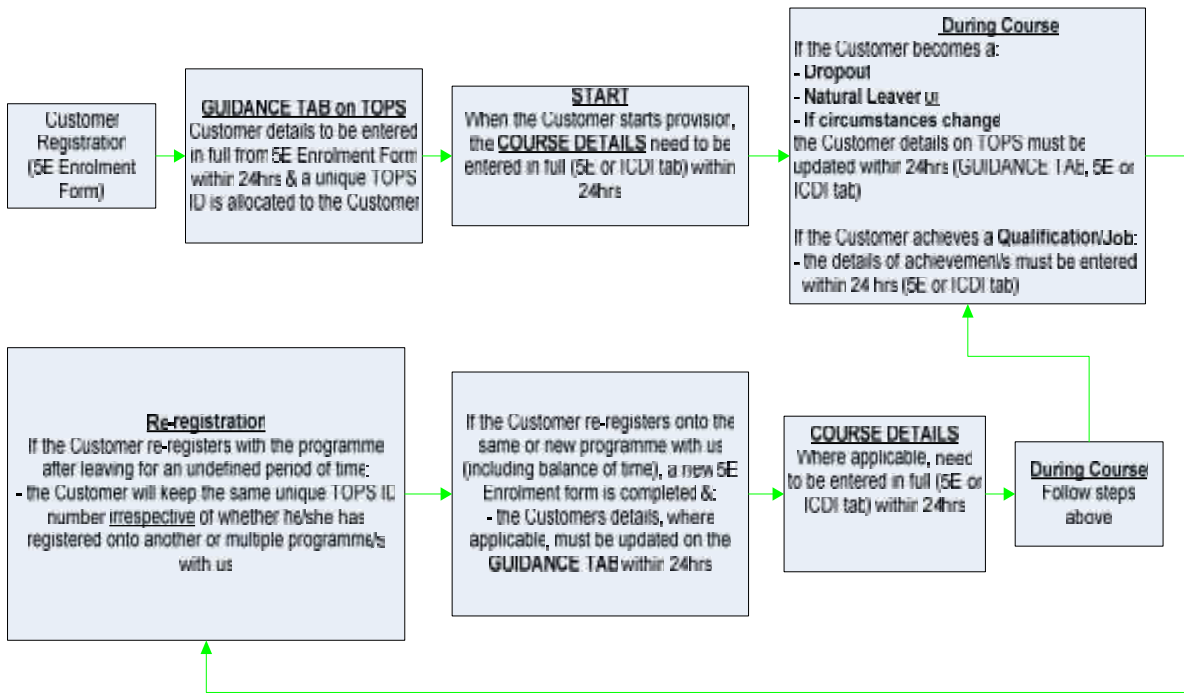 Customer
Registration
(5E Enrolment
Form)
GUIDANCE TAB on TOPS
Customer details to be entered
in full from 5E Enrolment Form
within 24hrs & a unique TOPS
ID is allocated to the Customer
START
When the Customer starts provision,
the COURSE DETAILS need to be
entered in full (5E or ICDI tab) within
24hrs
During Course
If the Customer becomes a:
- Dropout
- Natural Leaver
- If circumstances change
the Customer details on TOPS must be
updated within 24hrs (GUIDANCE TAB, 5E or
ICDI tab)
If the Customer achieves a Qualification/Job:
- the details of achievement/s must be entered
within 24 hrs (5E or ICDI tab)
Re-registration
If the Customer re-registers with the programme
after leaving for an undefined period of time:
- the Customer will keep the same unique TOPS ID
number irrespective of whether he/she has
registered onto another or multiple programme/s
with us
If the Customer re-registers onto the
same or new programme with us
(including balance of time), a new 5E
Enrolment form is completed &:
- the Customers details, where
applicable, must be updated on the
GUIDANCE TAB within 24hrs
COURSE DETAILS
Where applicable, need
to be entered in full (5E or
ICDI tab) within 24hrs
During Course
Follow steps
above